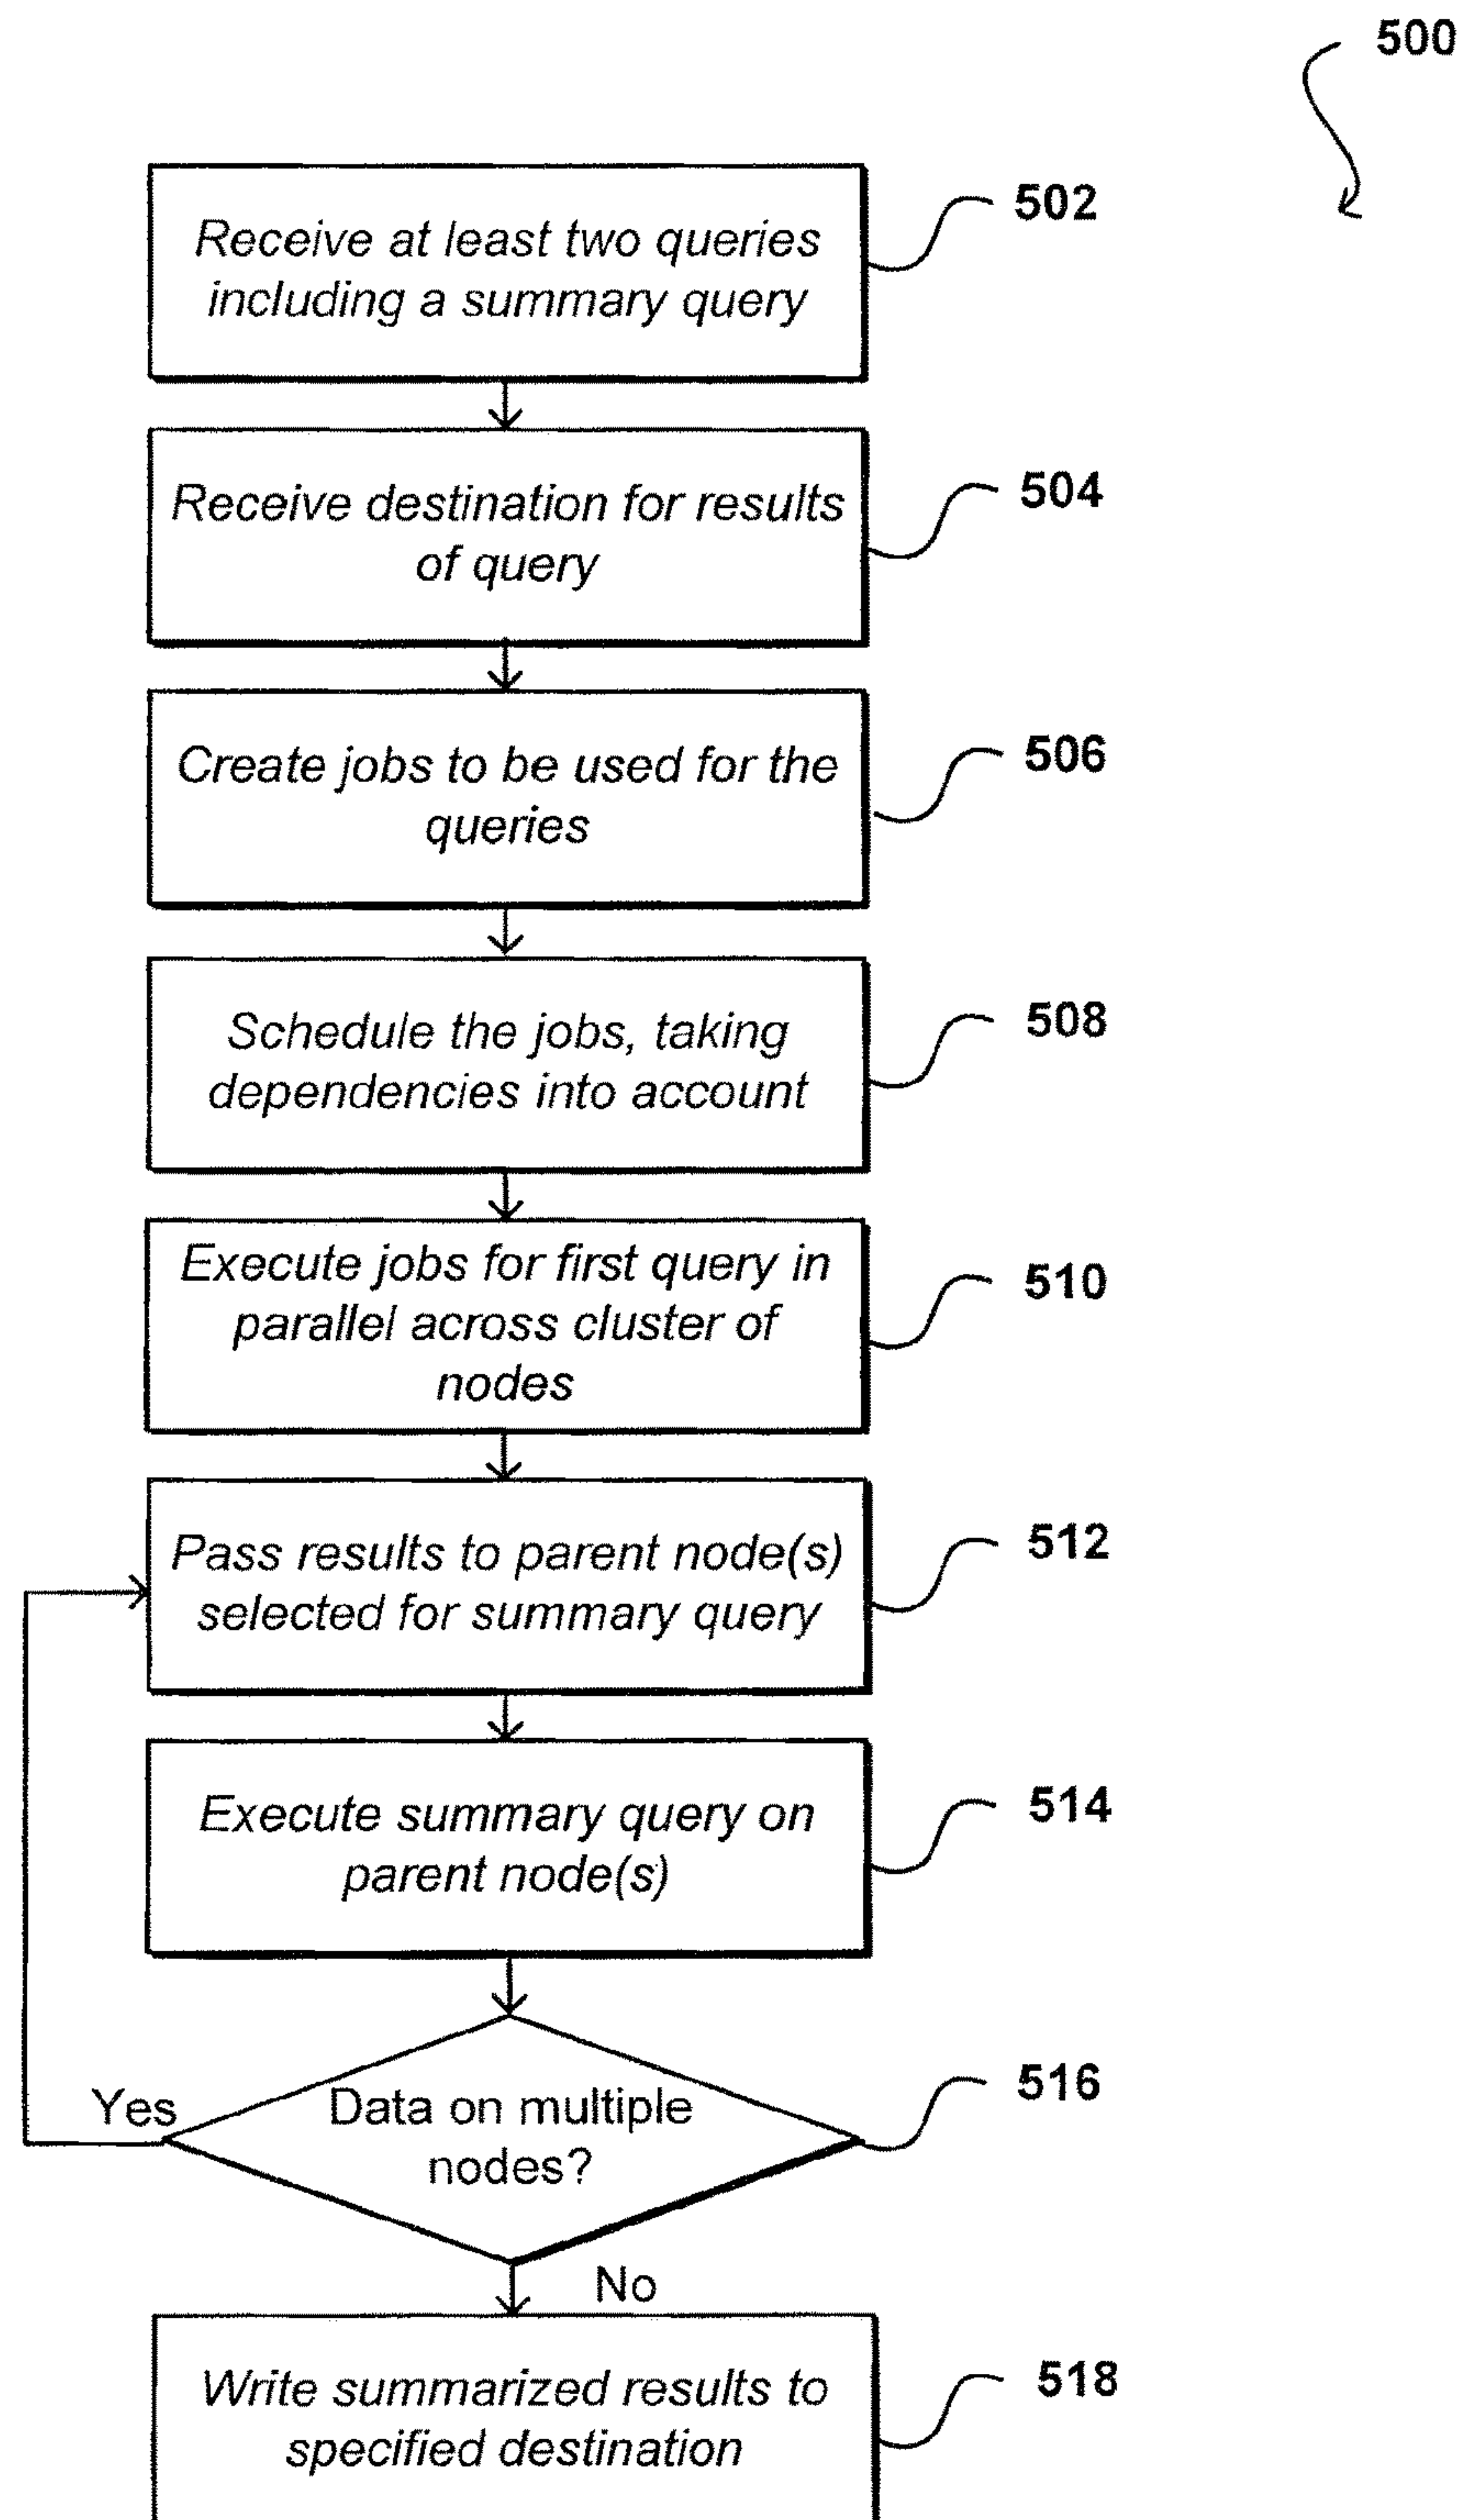 500
Receive at least two queries
including a summary query
502
Receive destination for results
of query
504
Create jobs to be used for the
queries
506
Schedule the jobs, taking
dependencies into account
508
Execute jobs for first query in
parallel across cluster of
nodes
510
Pass results to parent node(s)
selected for summary query
512
Execute summary query on
parent node(s)
514
Data on multiple
nodes?
516
Yes
No
Write summarized results to
specified destination
518